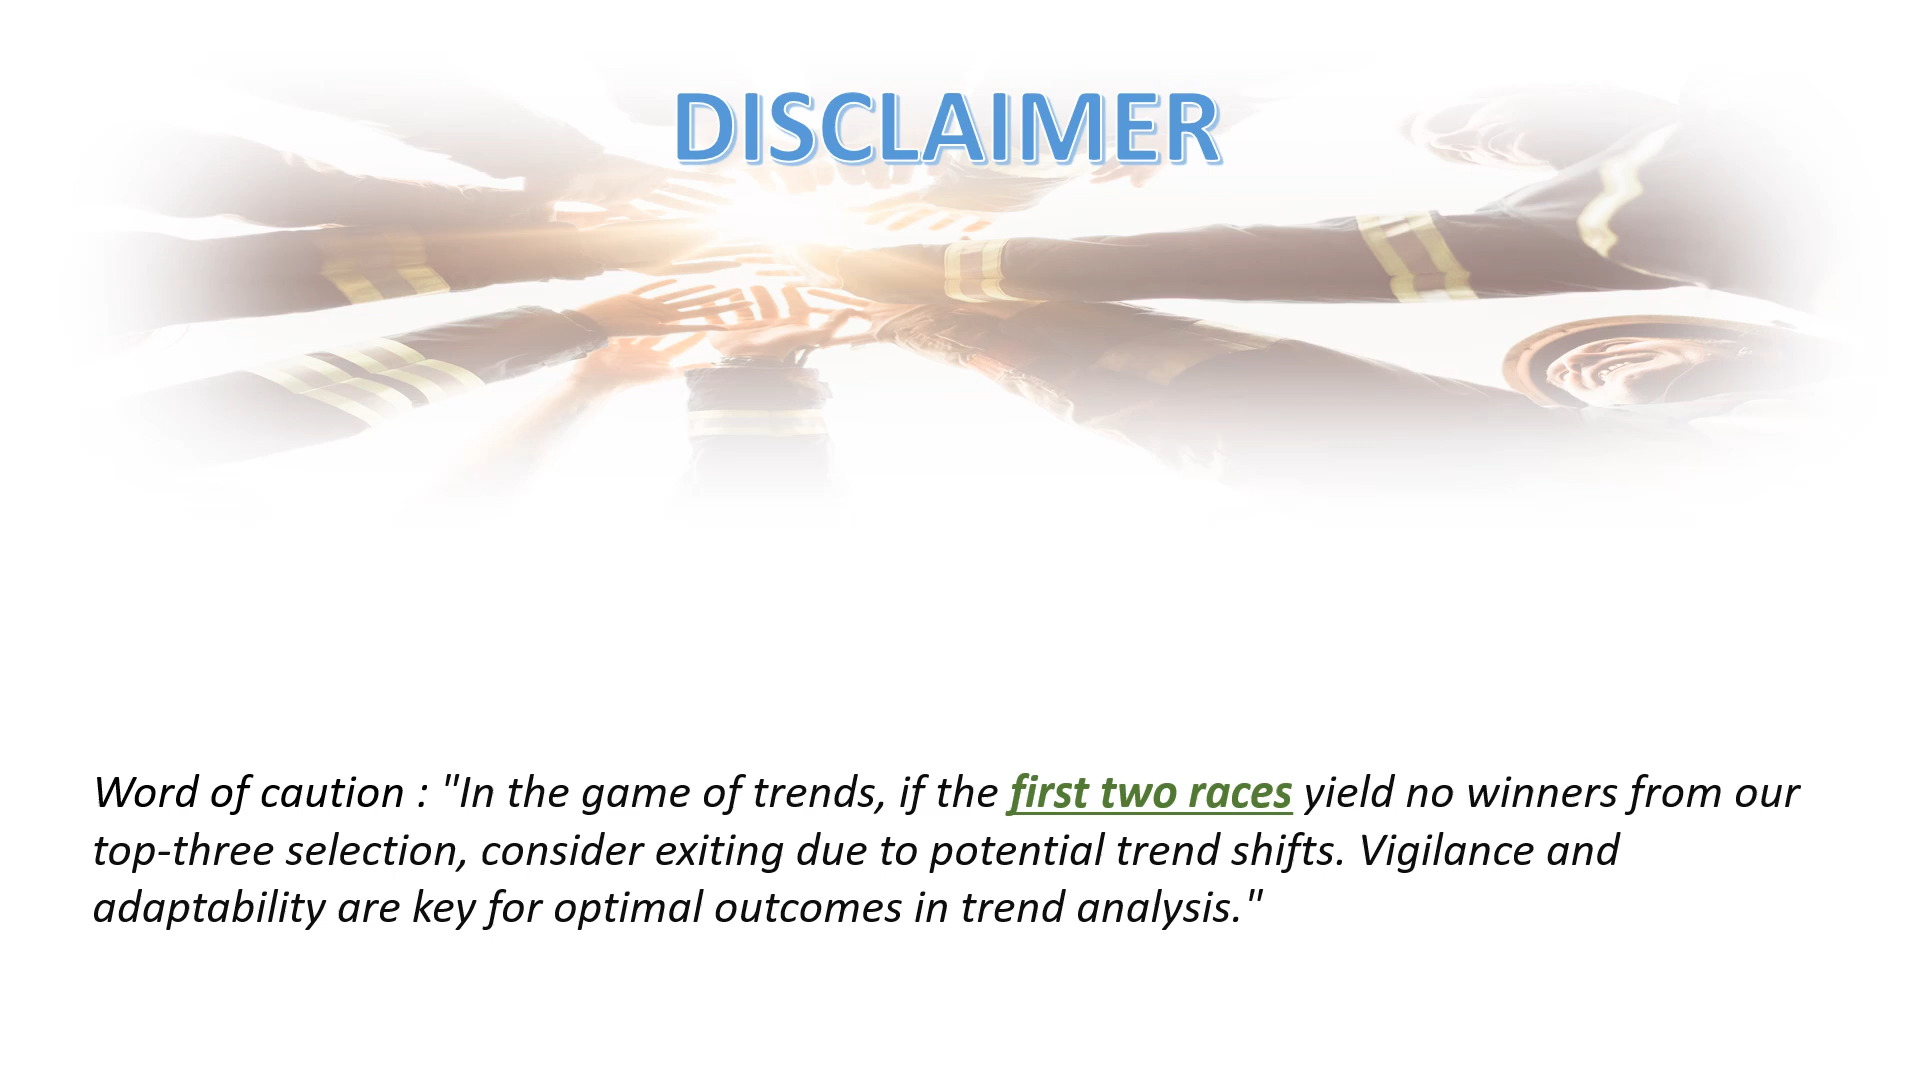 DISCLAIMER
Word of caution : "In the game of trends, if the first two races yield no winners from our
top-three selection, consider exiting due to potential trend shifts. Vigilance and
adaptability are key for optimal outcomes in trend analysis."